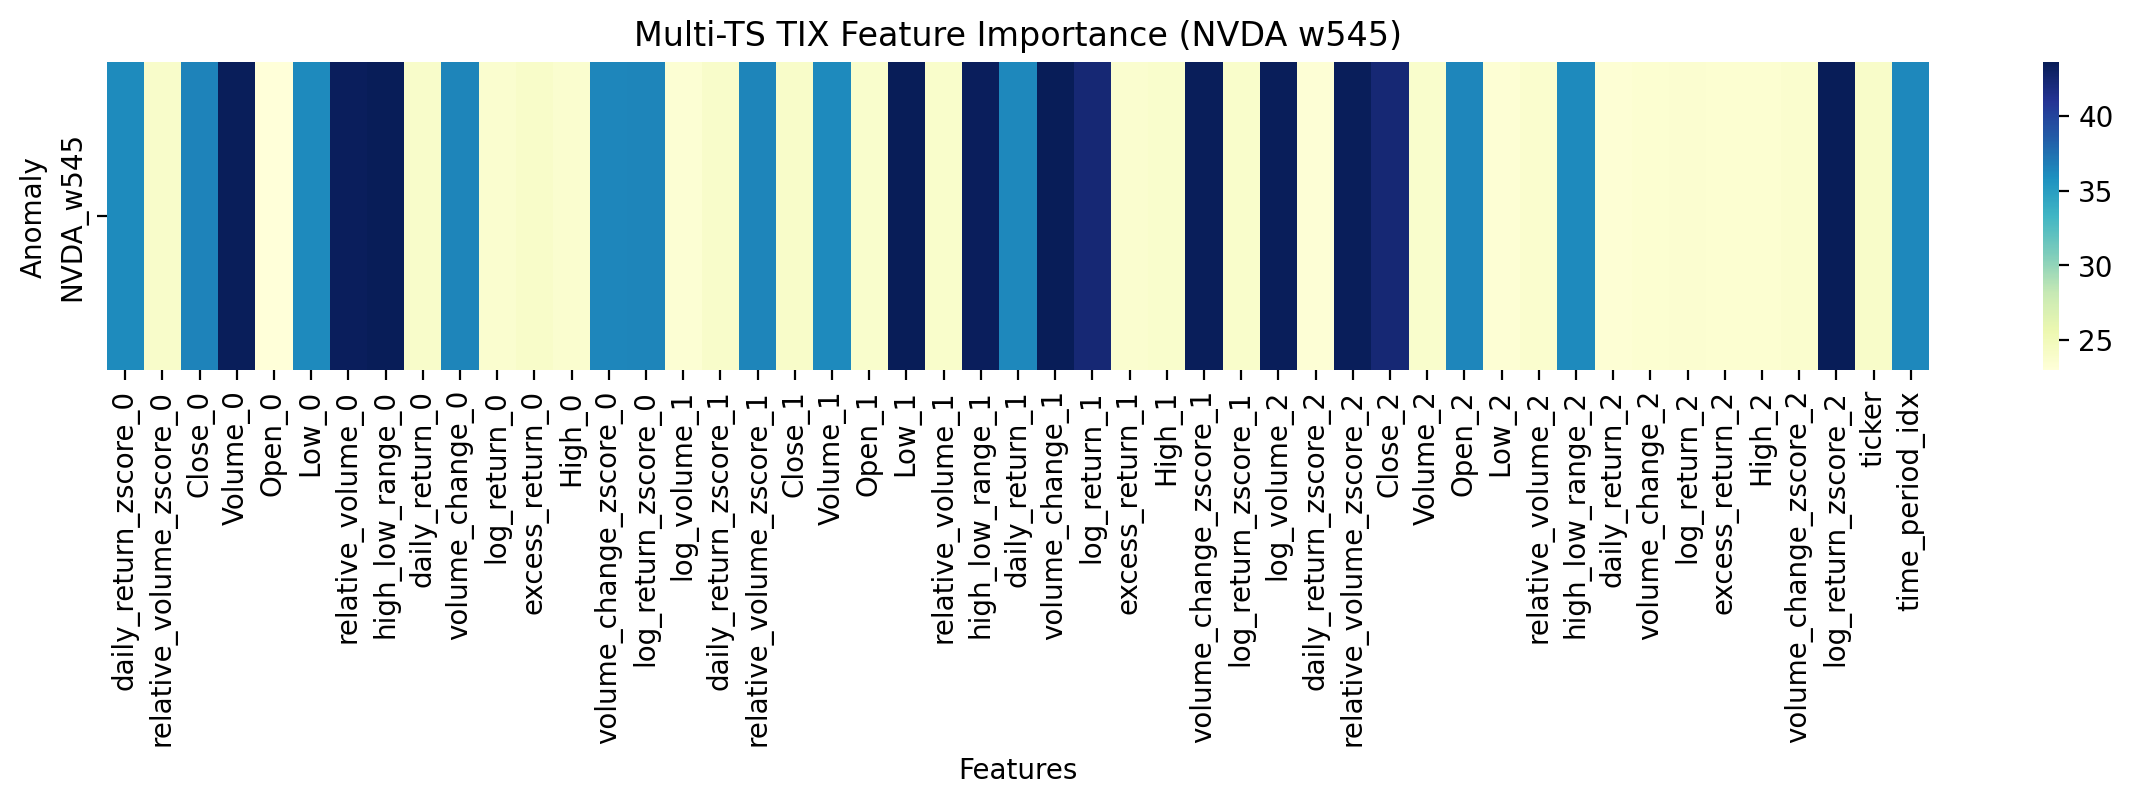 Multi-TS TIX Feature Importance (NVDA w545)
Anomaly
NVDA_w545
40
35
30
25
daily_return_zscore_0
relative_volume_zscore_0
Close_0
Volume_0
Open_0
Low_0
relative_volume_0
high_low_range_0
daily_return_0
volume_change_0
log_return_0
excess_return_0
High_0
volume_change_zscore_0
log_return_zscore_0
log_volume_1
daily_return_zscore_1
relative_volume_zscore_1
Close_1
Volume_1
Open_1
Low_1
relative_volume_1
high_low_range_1
daily_return_1
volume_change_1
log_return_1
excess_return_1
High_1
volume_change_zscore_1
log_return_zscore_1
log_volume_2
daily_return_zscore_2
relative_volume_zscore_2
Close_2
Volume_2
Open_2
Low_2
relative_volume_2
high_low_range_2
daily_return_2
volume_change_2
log_return_2
excess_return_2
High_2
volume_change_zscore_2
log_return_zscore_2
ticker
time_period_idx
Features